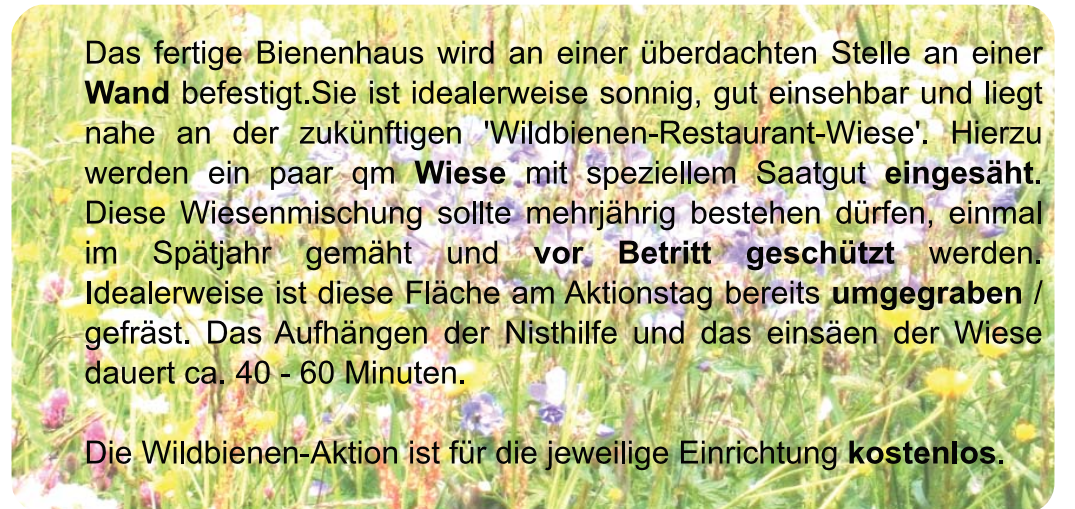 Das fertige Bienenhaus wird an einer überdachten Stelle an einer
Wand befestigt.Sie ist idealerweise sonnig, gut einsehbar und liegt
nahe an der zukünftigen 'Wildbienen-Restaurant-Wiese'. Hierzu
werden ein paar qm Wiese mit speziellem Saatgut eingesäht.
Diese Wiesenmischung sollte mehrjährig bestehen dürfen, einmal
im Spätjahr gemäht und vor Betritt geschützt werden.
Idealerweise ist diese Fläche am Aktionstag bereits umgegraben /
gefräst. Das Aufhängen der Nisthilfe und das einsäen der Wiese
dauert ca. 40 - 60 Minuten.
Die Wildbienen-Aktion ist für die jeweilige Einrichtung kostenlos.